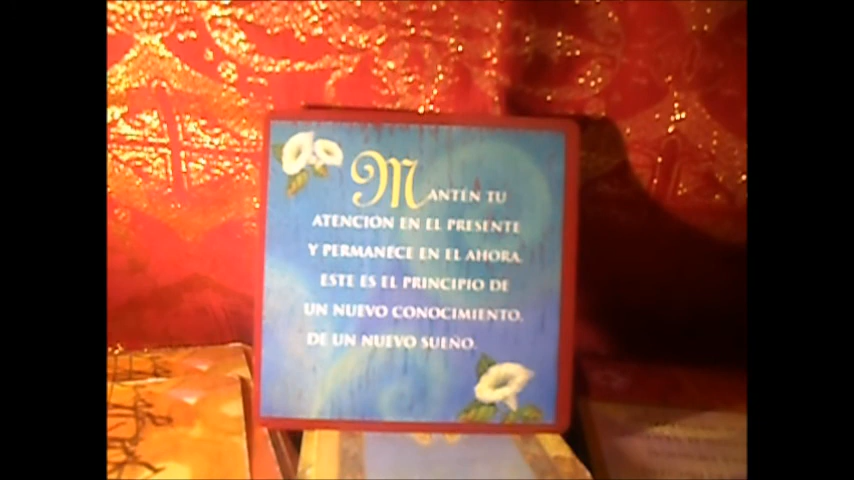 MANTÉN TU
ATENCIÓN EN EL PRESENTE
Y PERMANECE EN EL AHORA.
ESTE ES EL PRINCIPIO DE
UN NUEVO CONOCIMIENTO,
DE UN NUEVO SUEÑO.